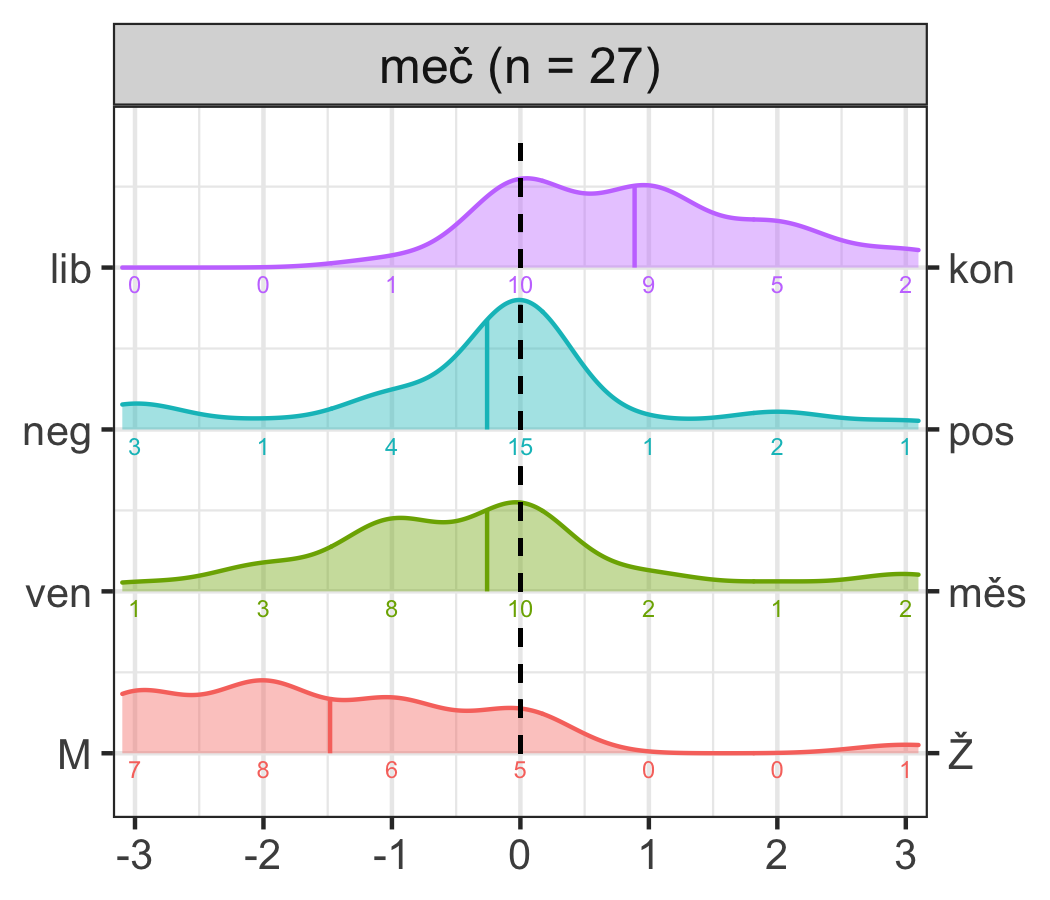 meč (n = 27)
lib kon
0 0 1 10 9 5 2
neg pos
3 1 4 15 1 2 1
ven měs
1 3 8 10 2 1 2
M Ž
7 8 6 5 0 0 1
-3 -2 -1 0 1 2 3